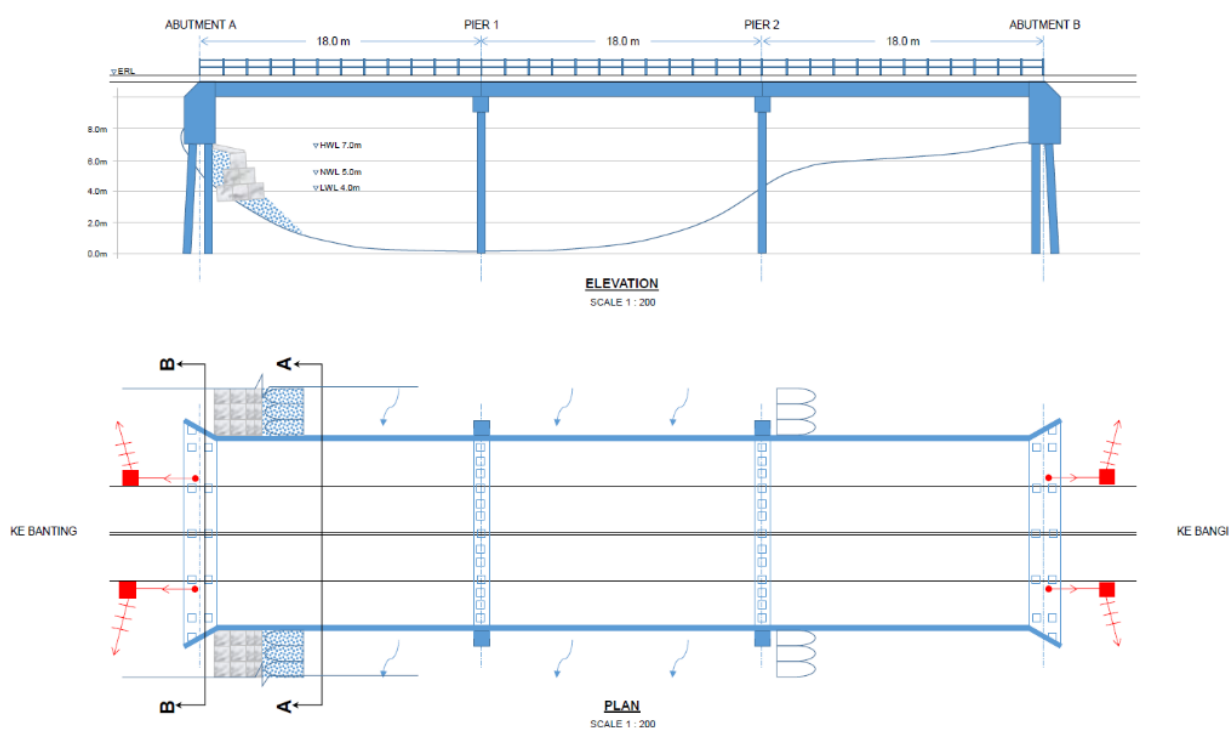 ABUTMENT A
PIER 1
PIER 2
ABUTMENT B
18.0 m
18.0 m
18.0 m
ERL
8.0m
HWL 7.0m
6.0m
NWL 5.0m
4.0m
LWL 4.0m
2.0m
0.0m
ELEVATION
SCALE 1 : 200
B
A
KE BANTING
KE BANGI
B
A
PLAN
SCALE 1 : 200